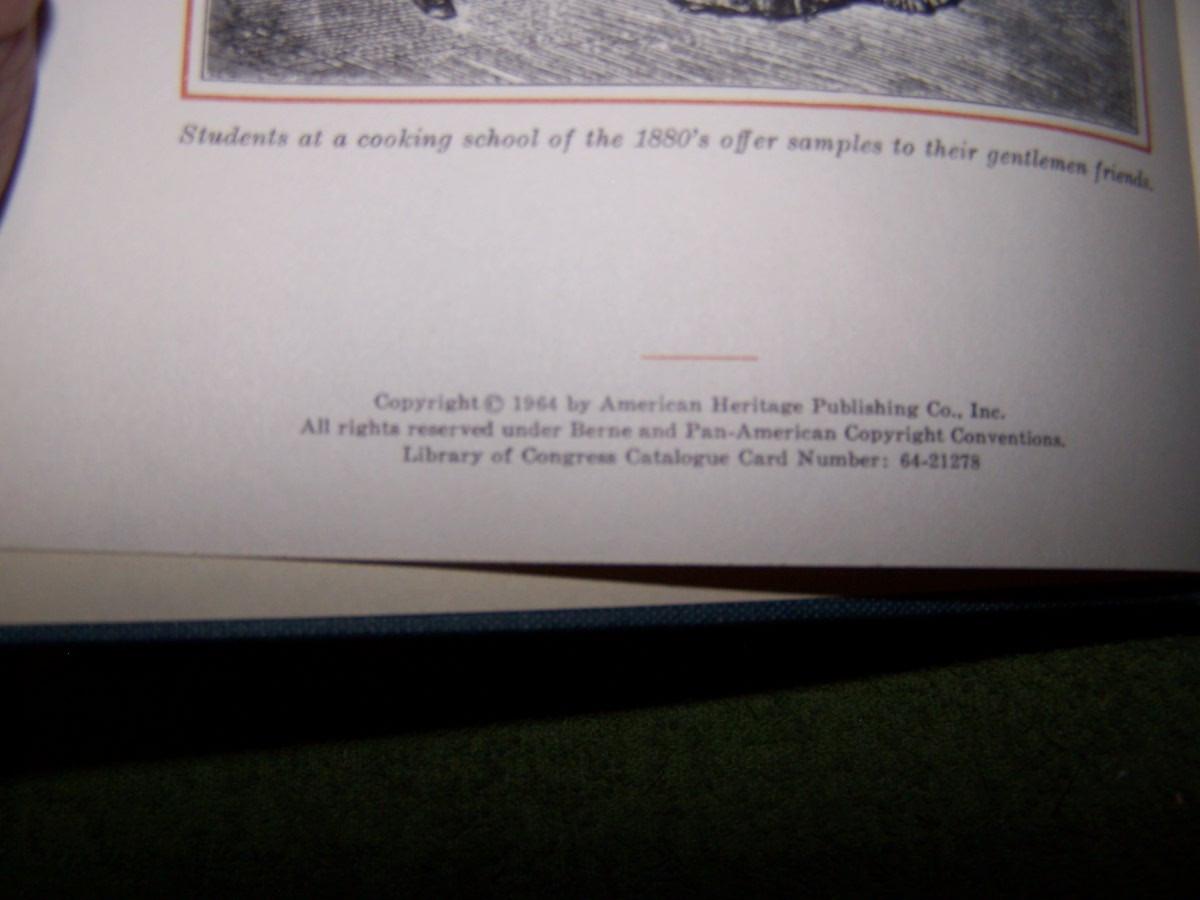 Students at a cooking school of the 1880's offer samples to their gentlemen friends.
Copyright © 1964 by American Heritage Publishing Co., Inc.
All rights reserved under Berne and Pan-American Copyright Conventions.
Library of Congress Catalogue Card Number: 64-21278